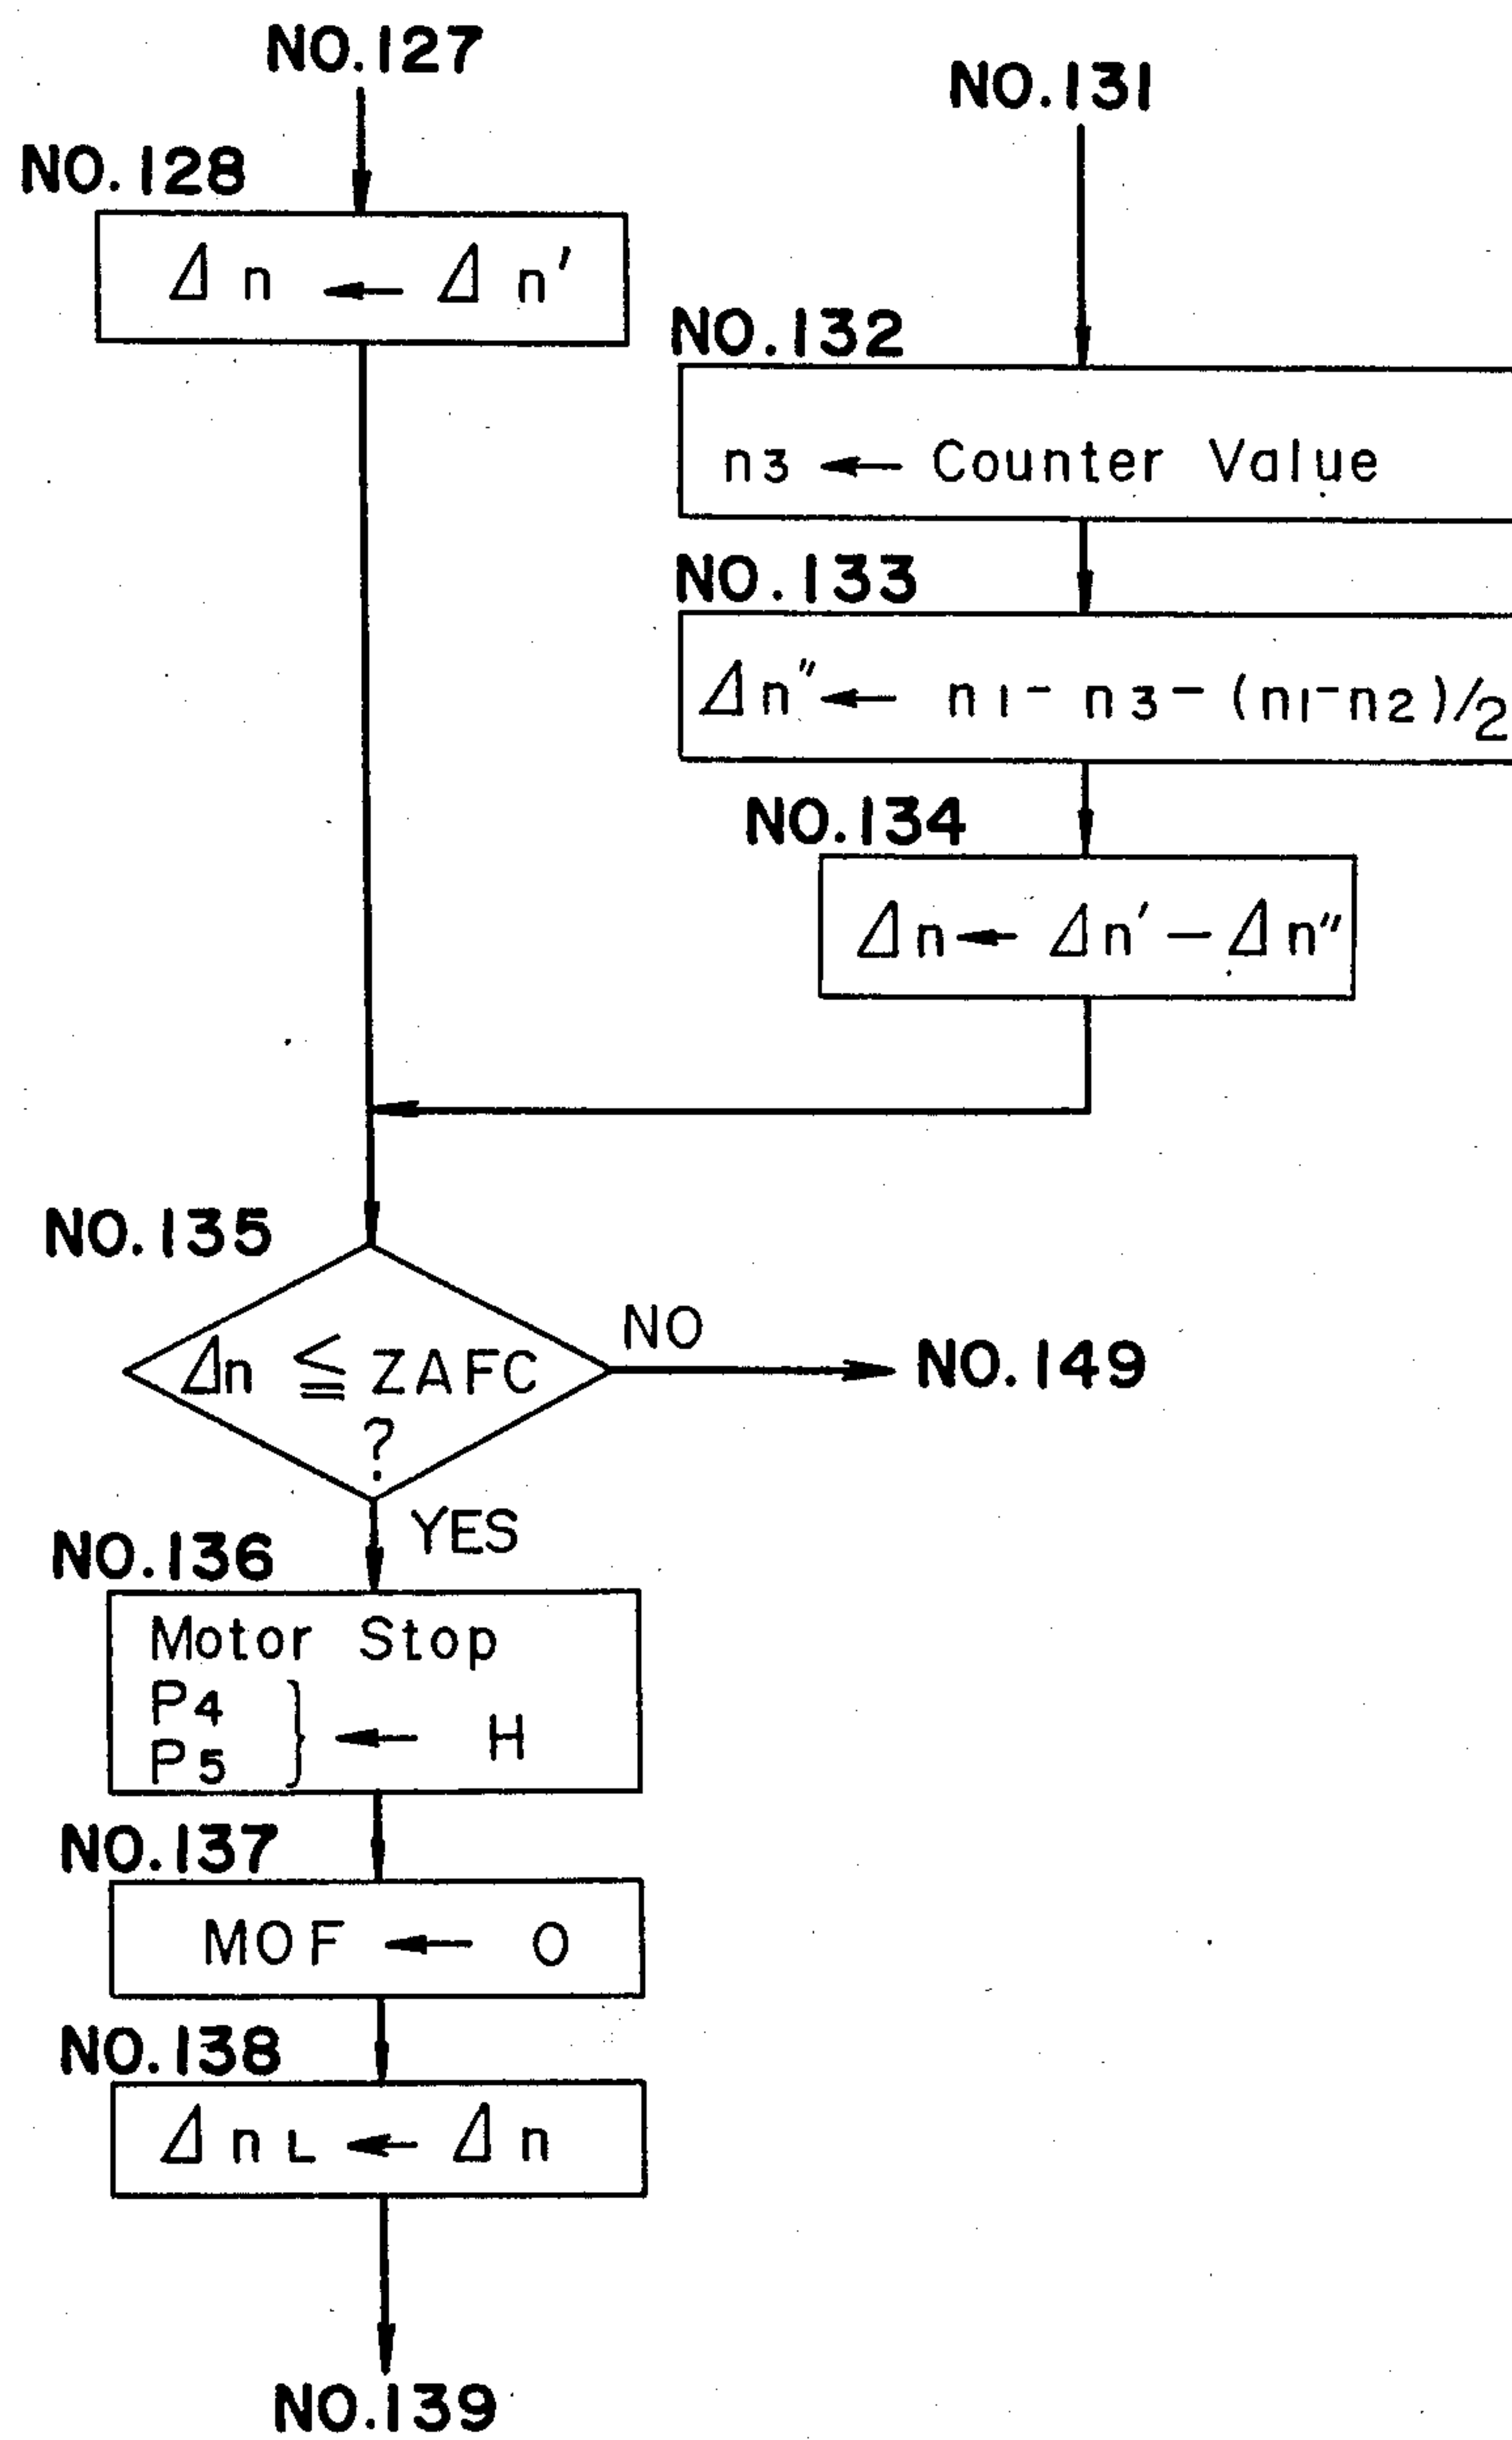 NO.127
NO.128
Δn ← Δn′
NO.131
NO.132
n3 ← Counter Value
NO.133
Δn″ ← n1 - n3 - (n1-n2)/2
NO.134
Δn ← Δn′ - Δn″
NO.135
Δn ≦ ZAFC
?
NO
NO.149
YES
NO.136
Motor Stop
P4
P5 } ← H
NO.137
MOF ← 0
NO.138
ΔnL ← Δn
NO.139